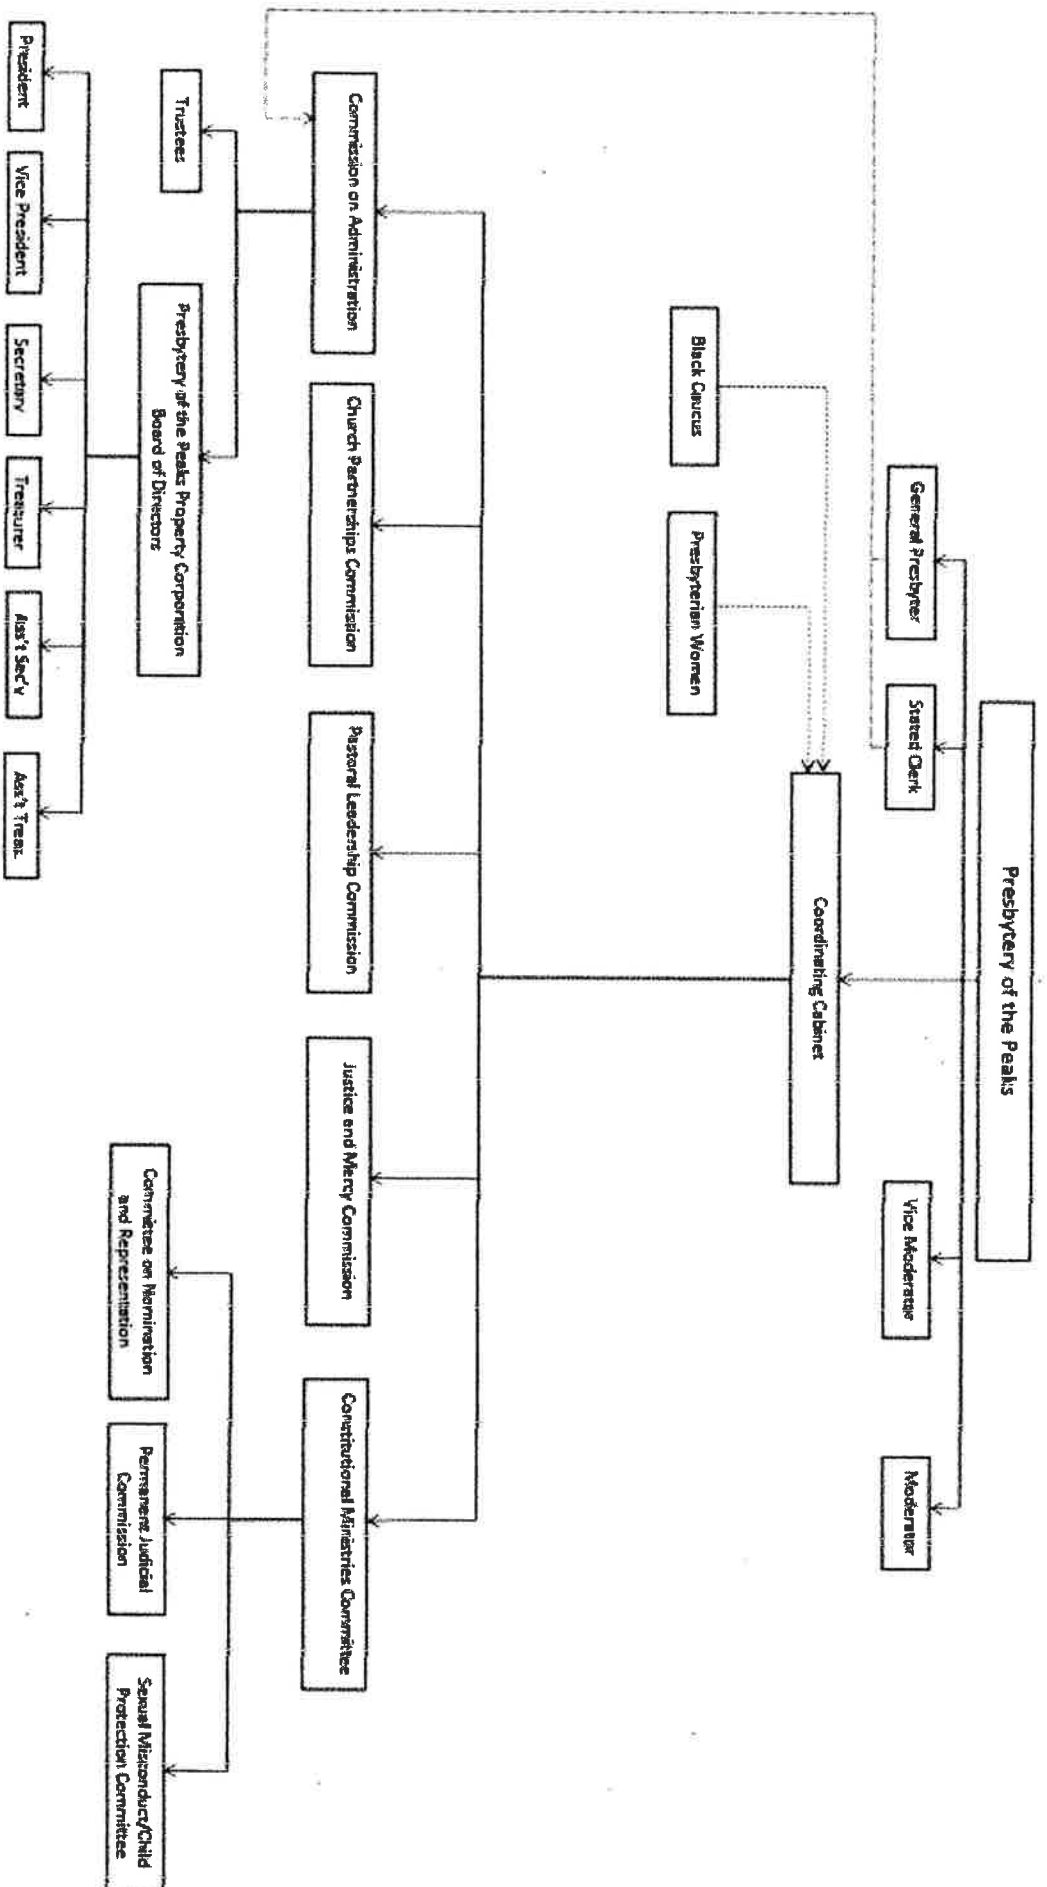 Presbytery of the Peaks
General Presbyter
Stated Clerk
Vice Moderator
Moderator
Coordinating Cabinet
Black Caucus
Presbyterian Women
Commission on Administration
Church Partnerships Commission
Pastoral Leadership Commission
Justice and Mercy Commission
Constitutional Ministries Committee
Trustees
Presbytery of the Peaks Property Corporation
Board of Directors
Committee on Nomination
and Representation
Permanent Judicial
Commission
Sexual Misconduct/Child
Protection Committee
President
Vice President
Secretary
Treasurer
Ass't Sec'y
Ass't Treas.